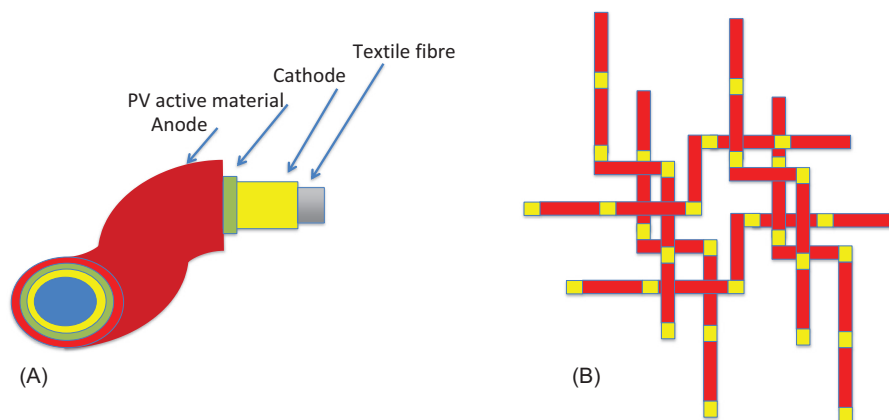 Textile fibre
Cathode
PV active material
Anode
(A)
(B)